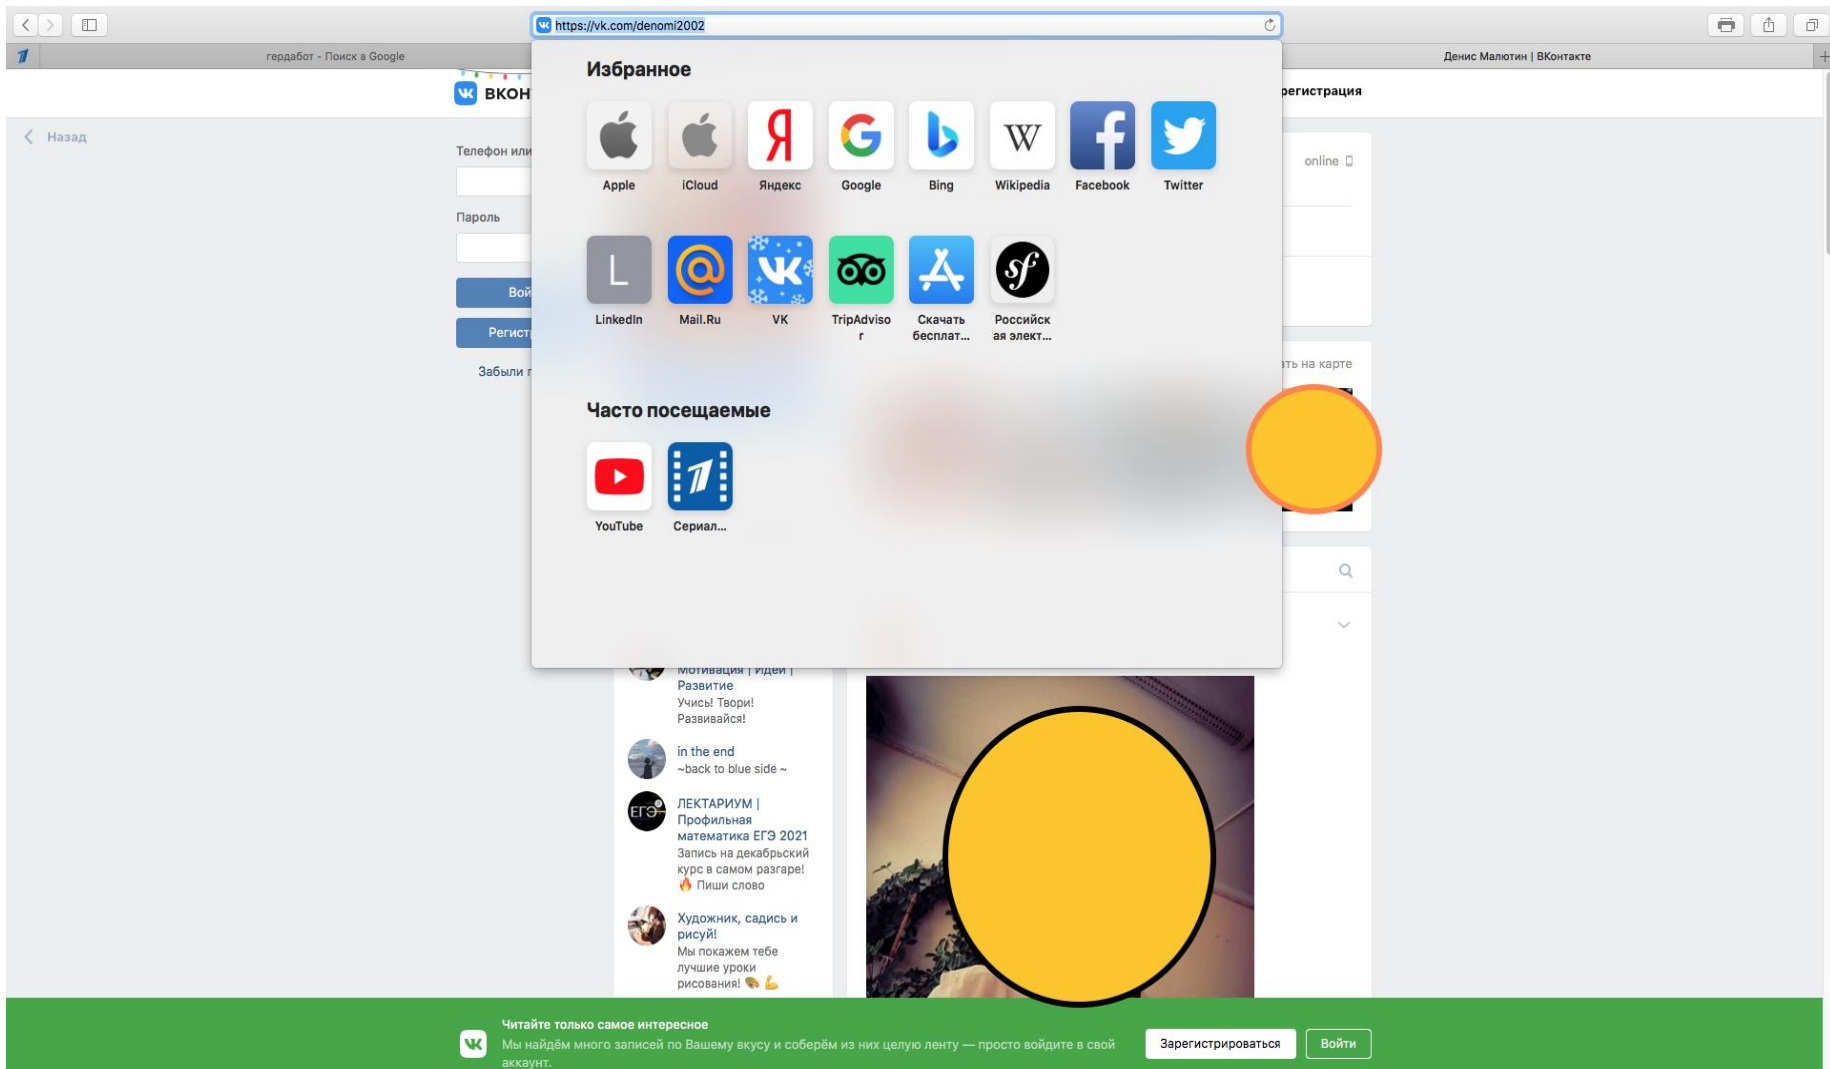 https://vk.com/denomi2002
гердабот - Поиск в Google
Денис Малютин | ВКонтакте
Избранное
ВКОН
регистрация
Назад
Телефон или
online
Apple
iCloud
Яндекс
Google
Bing
Wikipedia
Facebook
Twitter
Пароль
Вой
L
LinkedIn
Mail.Ru
VK
TripAdviso
r
Скачать
бесплат...
Российск
ая элект...
Регист
Забыли
ать на карте
Часто посещаемые
YouTube
Сериал...
Мотивация | Идеи |
Развитие
Учись! Твори!
Развивайся!
in the end
~back to blue side ~
ЕГЭ
ЛЕКТАРИУМ |
Профильная
математика ЕГЭ 2021
Запись на декабрьский
курс в самом разгаре!
🔥 Пиши слово
Художник, садись и
рисуй!
Мы покажем тебе
лучшие уроки
рисования! 🎨 💪
Читайте только самое интересное
Мы найдём много записей по Вашему вкусу и соберём из них целую ленту — просто войдите в свой
аккаунт.
Зарегистрироваться
Войти